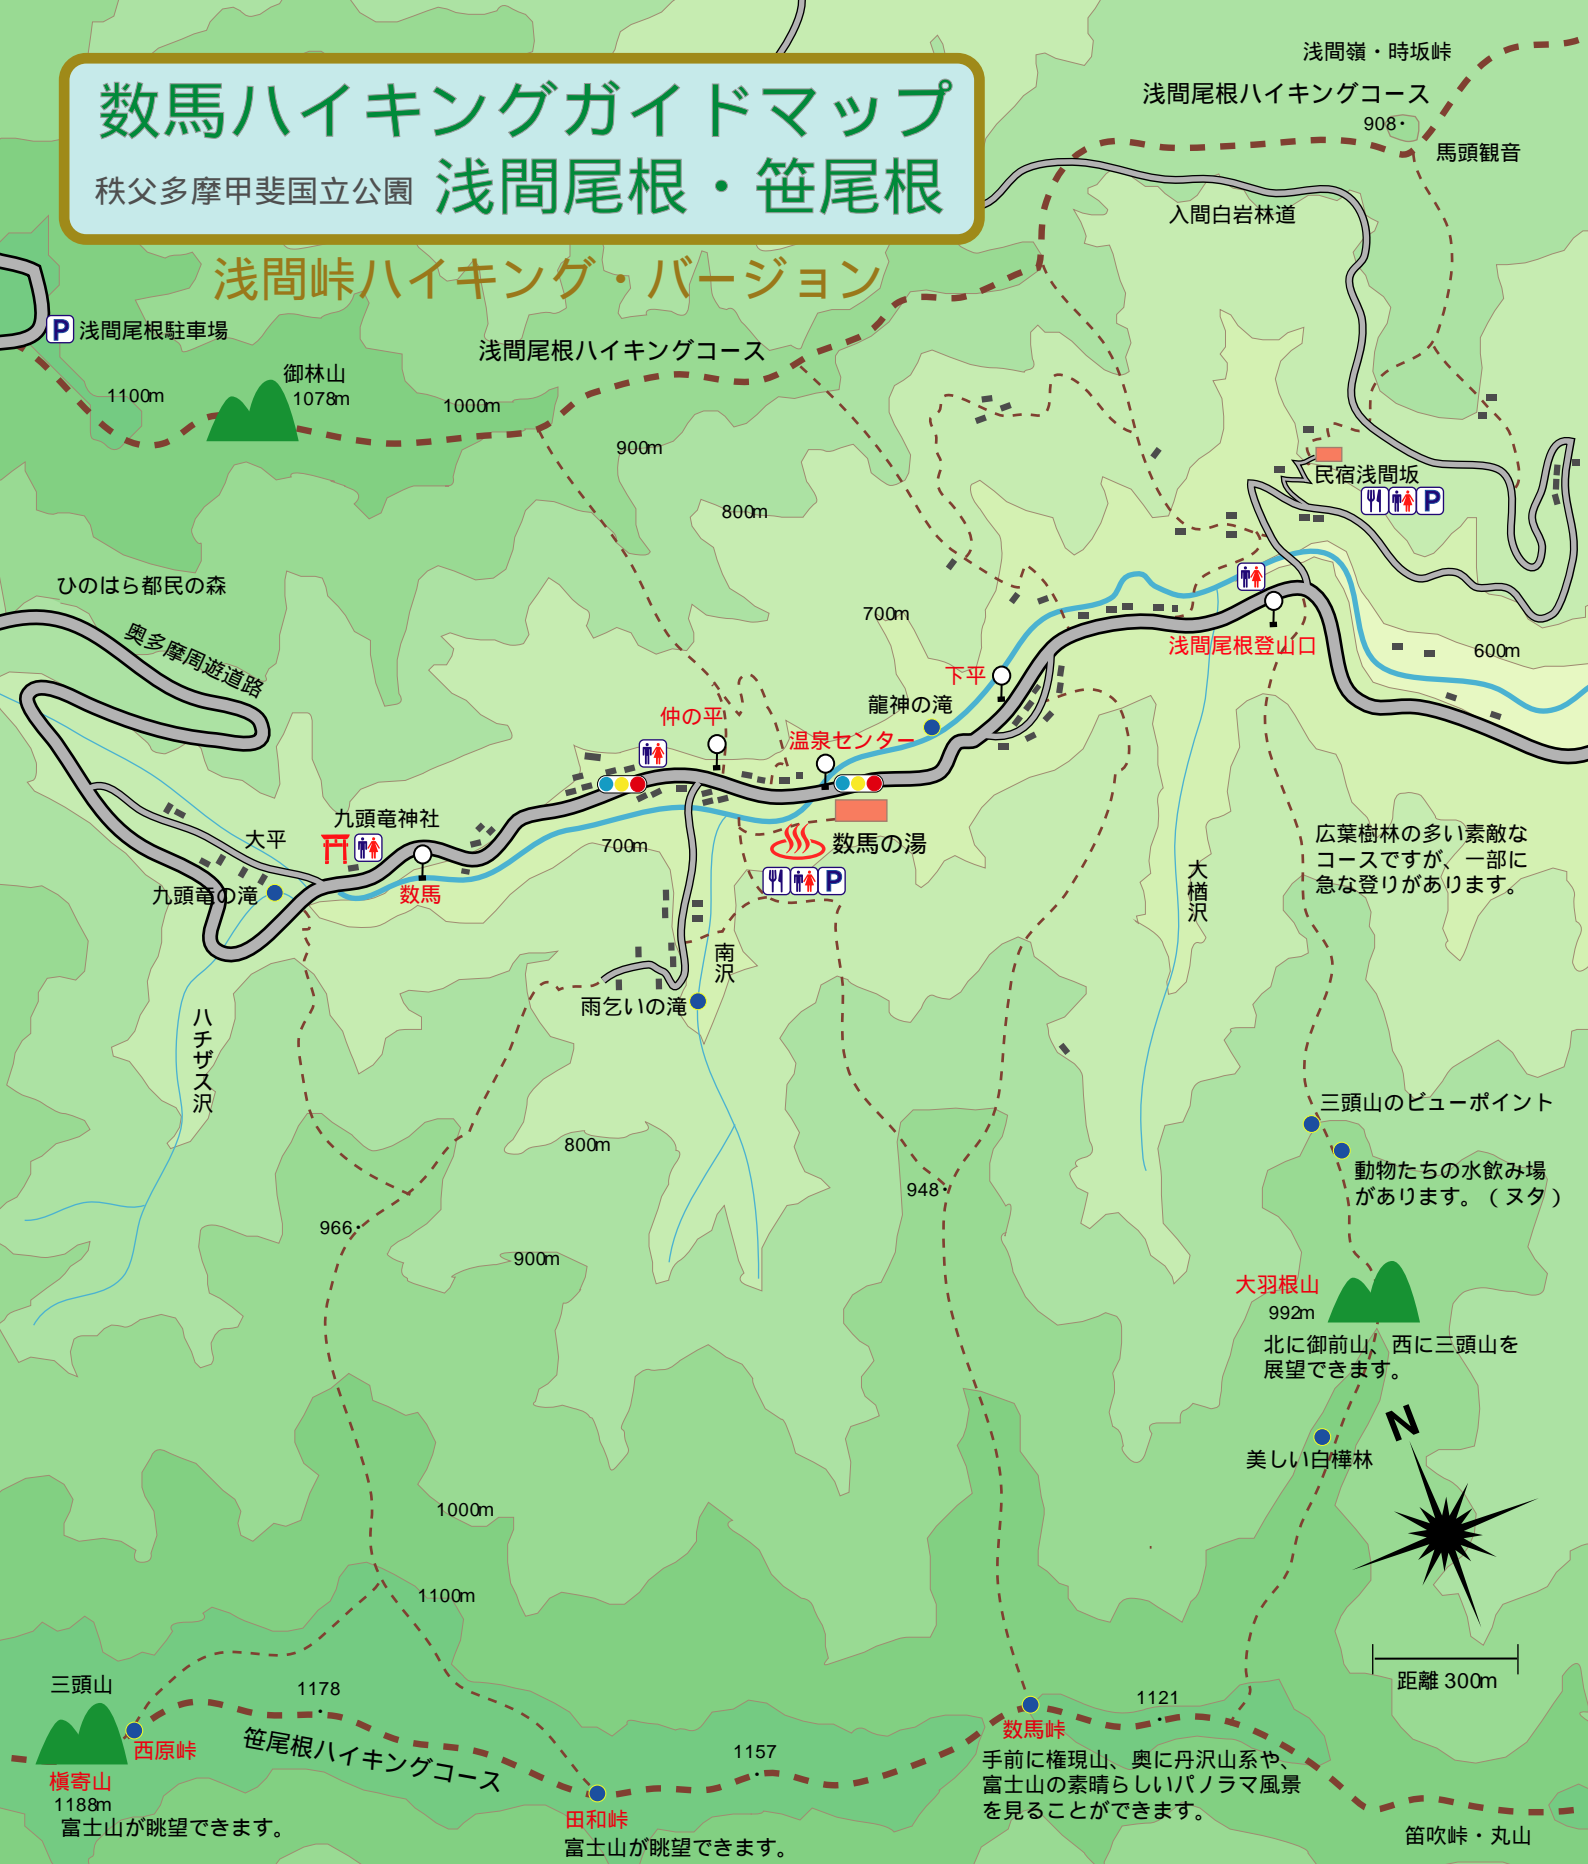 数馬ハイキングガイドマップ
秩父多摩甲斐国立公園 浅間尾根・笹尾根
浅間峠ハイキング・バージョン
浅間嶺・時坂峠
浅間尾根ハイキングコース
908
馬頭観音
入間白岩林道
P 浅間尾根駐車場
浅間尾根ハイキングコース
御林山
1078m
1100m
1000m
900m
800m
民宿浅間坂
P
ひのはら都民の森
奥多摩周遊道路
700m
浅間尾根登山口
600m
下平
龍神の滝
仲の平
温泉センター
九頭竜神社
大平
九頭竜の滝
数馬
700m
数馬の湯
P
広葉樹林の多い素敵な
コースですが、一部に
急な登りがあります。
大楢沢
南沢
雨乞いの滝
ハチザス沢
三頭山のビューポイント
動物たちの水飲み場
があります。（ヌタ）
800m
948
966
900m
大羽根山
992m
北に御前山、西に三頭山を
展望できます。
N
美しい白樺林
1000m
1100m
距離 300m
三頭山
1178
1121
西原峠
笹尾根ハイキングコース
数馬峠
1157
手前に権現山、奥に丹沢山系や、
富士山の素晴らしいパノラマ風景
を見ることができます。
槇寄山
1188m
富士山が眺望できます。
田和峠
富士山が眺望できます。
笛吹峠・丸山